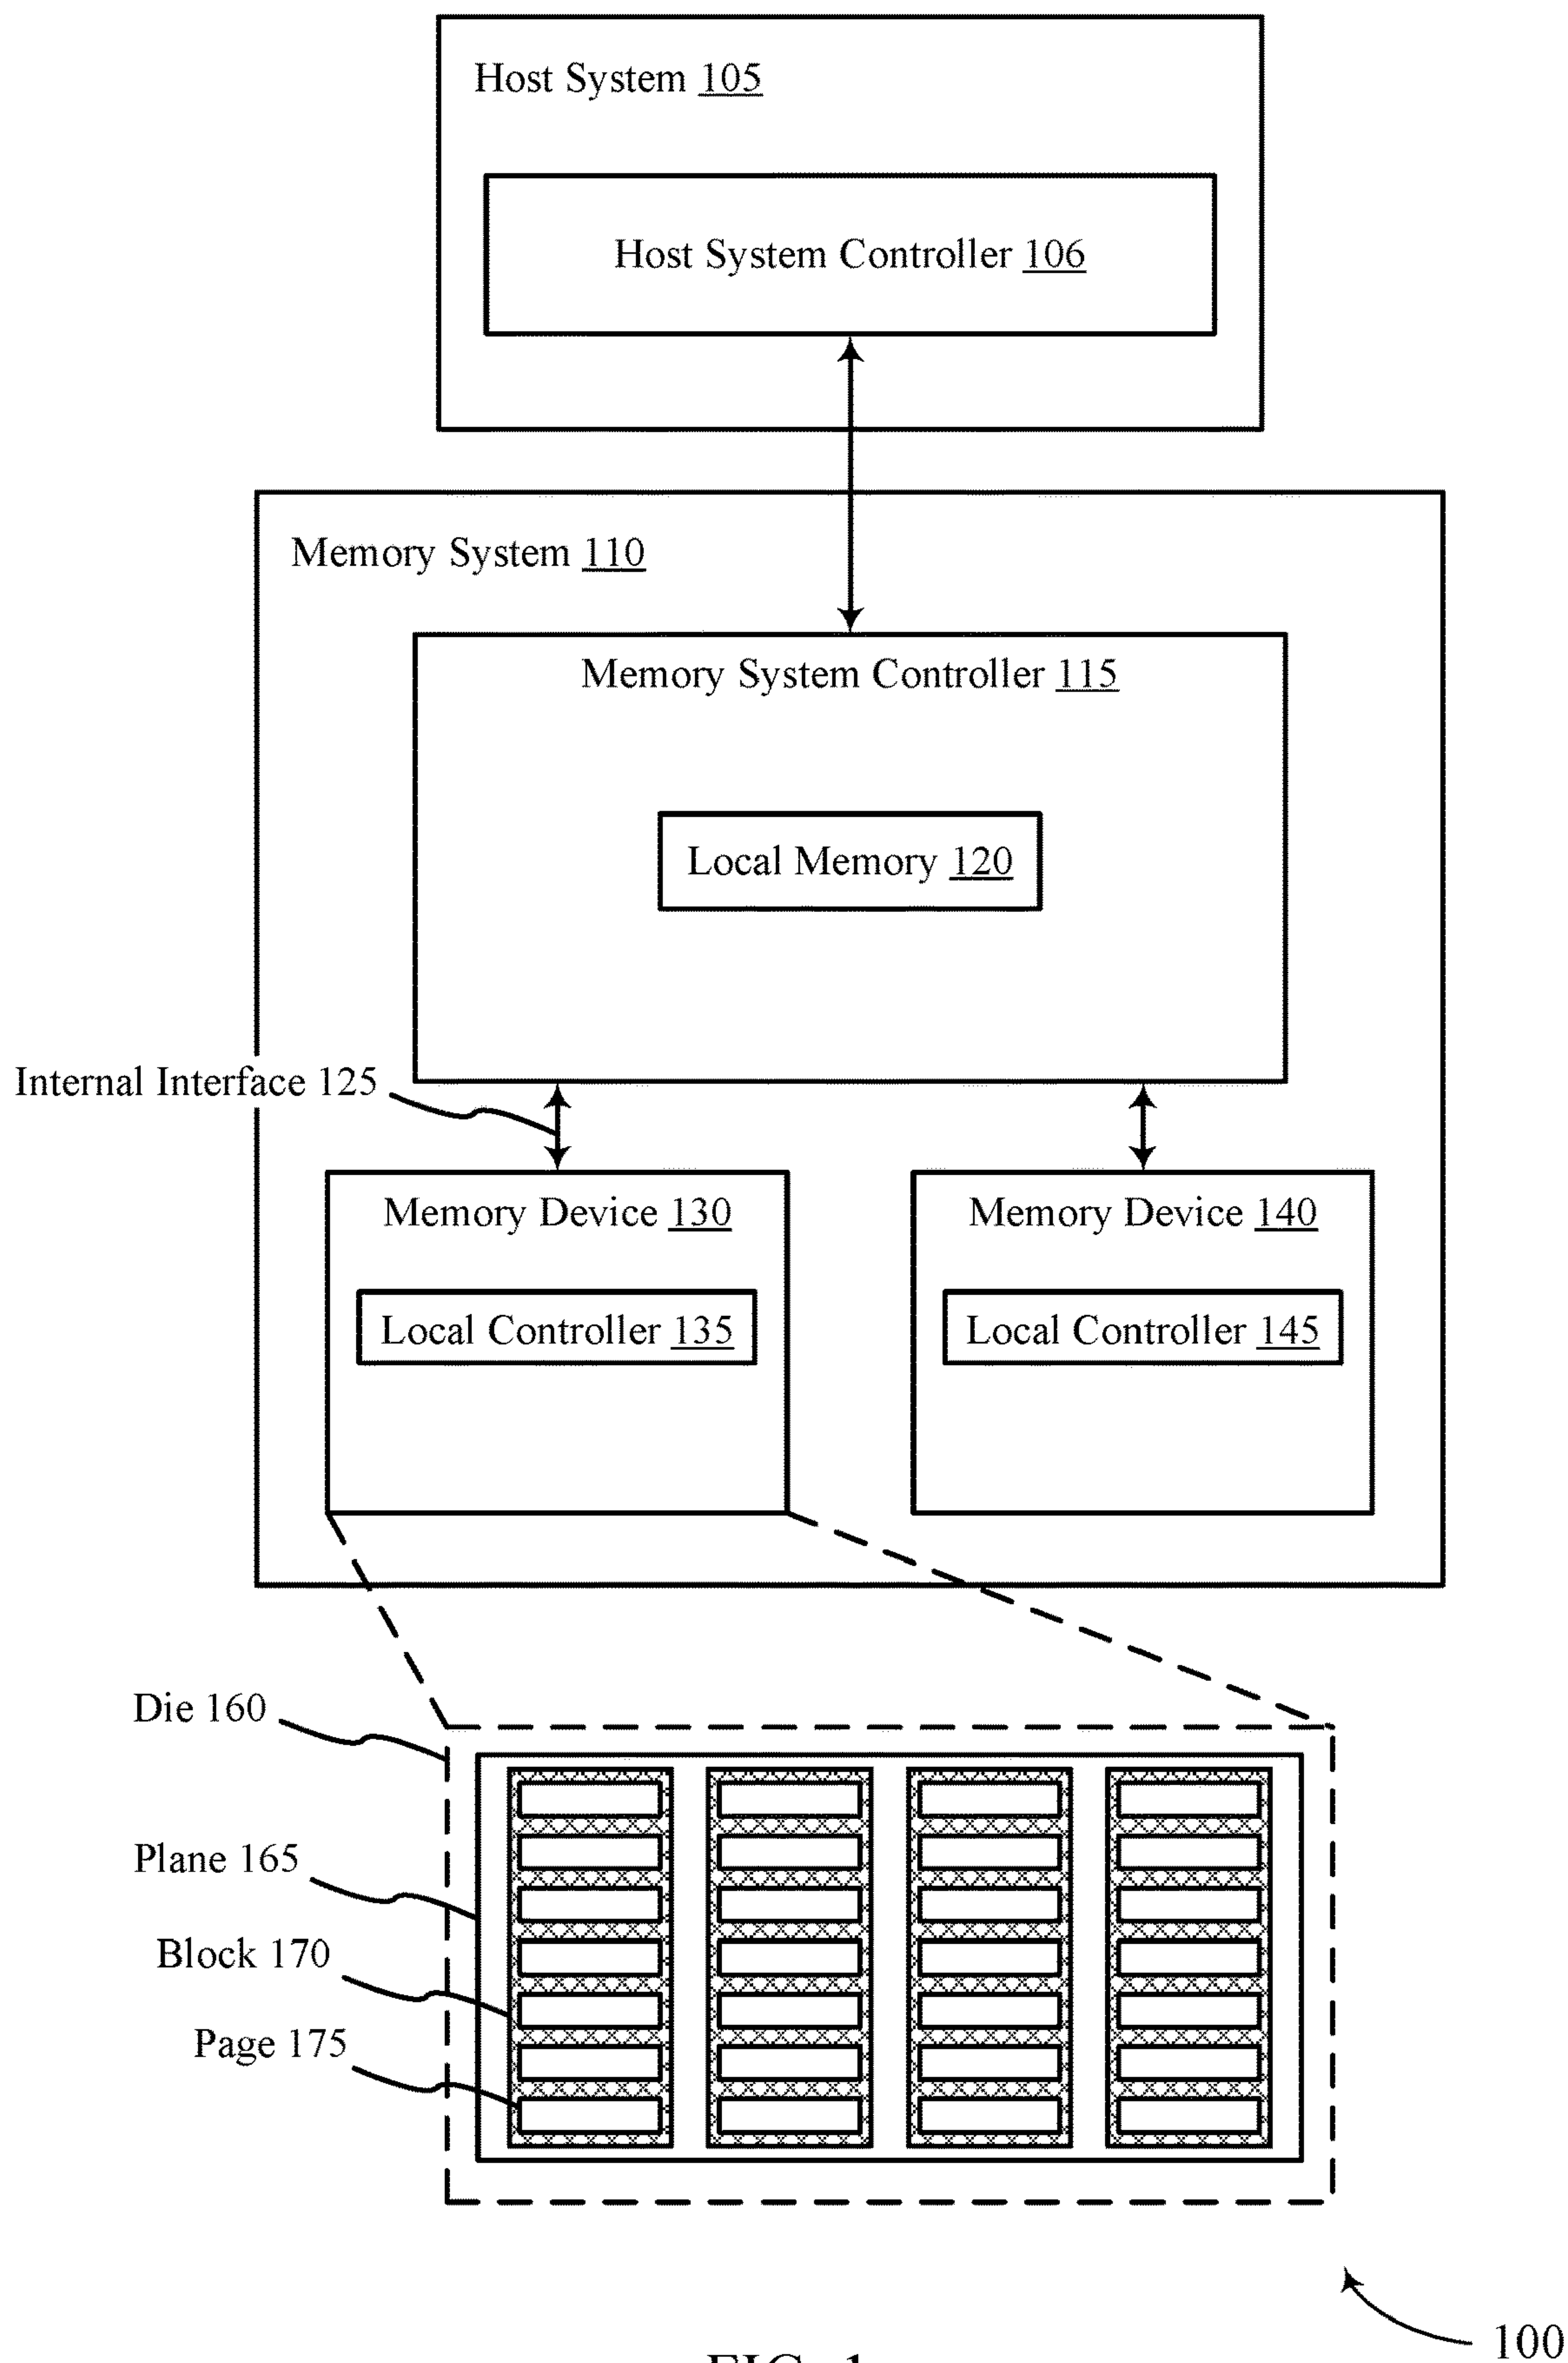 Host System 105
Host System Controller 106
Memory System 110
Memory System Controller 115
Local Memory 120
Internal Interface 125
Memory Device 130
Memory Device 140
Local Controller 135
Local Controller 145
Die 160
Plane 165
Block 170
Page 175
100
FIG. 1